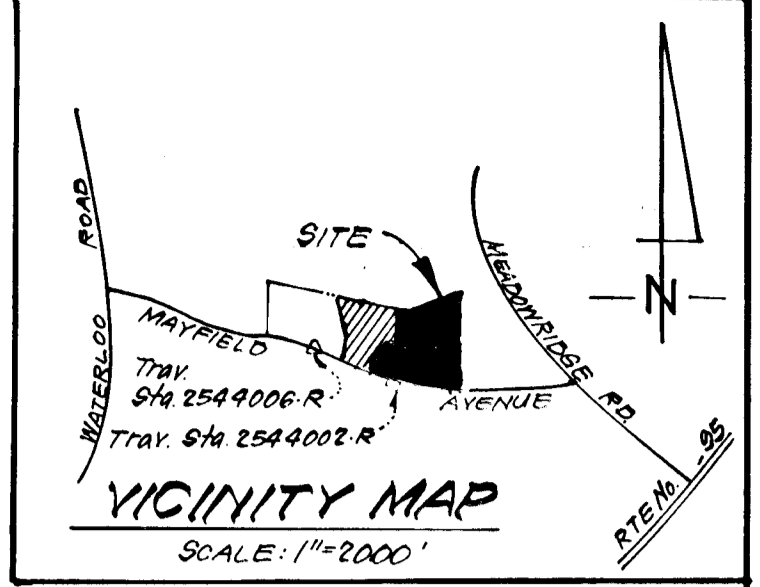 SITE
WATERLOO ROAD
MAYFIELD AVENUE
MEADOWRIDGE RD.
N
Trav.
Sta. 2544006-R
Trav. Sta. 2544002-R
RTE No. -95
VICINITY MAP
SCALE: 1"=2000'